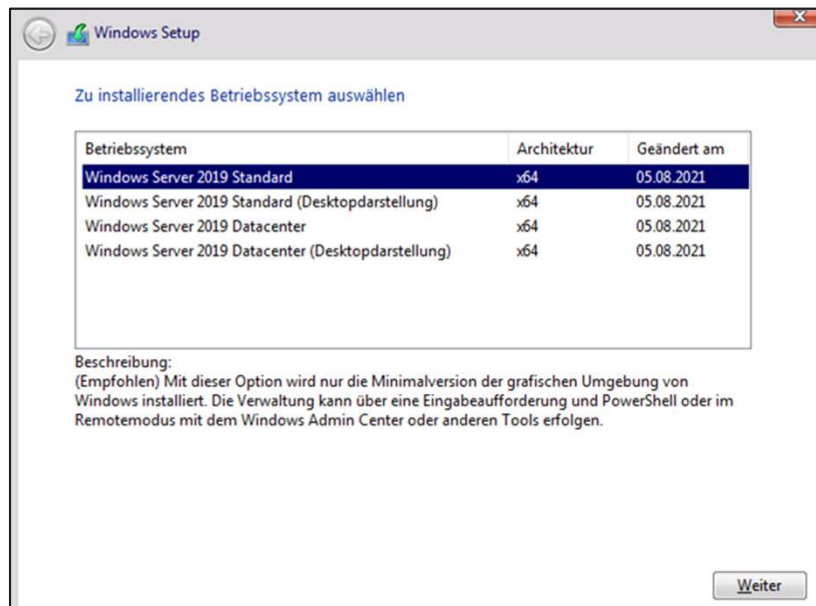 Windows Setup
Zu installierendes Betriebssystem auswählen
Betriebssystem Architektur Geändert am
Windows Server 2019 Standard x64 05.08.2021
Windows Server 2019 Standard (Desktopdarstellung) x64 05.08.2021
Windows Server 2019 Datacenter x64 05.08.2021
Windows Server 2019 Datacenter (Desktopdarstellung) x64 05.08.2021
Beschreibung:
(Empfohlen) Mit dieser Option wird nur die Minimalversion der grafischen Umgebung von
Windows installiert. Die Verwaltung kann über eine Eingabeaufforderung und PowerShell oder im
Remotemodus mit dem Windows Admin Center oder anderen Tools erfolgen.
Weiter